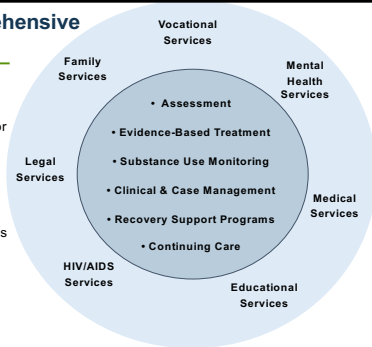 hensive
or
s
Vocational
Services
Family
Services
Mental
Health
Services
• Assessment
• Evidence-Based Treatment
• Substance Use Monitoring
• Clinical & Case Management
• Recovery Support Programs
• Continuing Care
Legal
Services
Medical
Services
HIV/AIDS
Services
Educational
Services